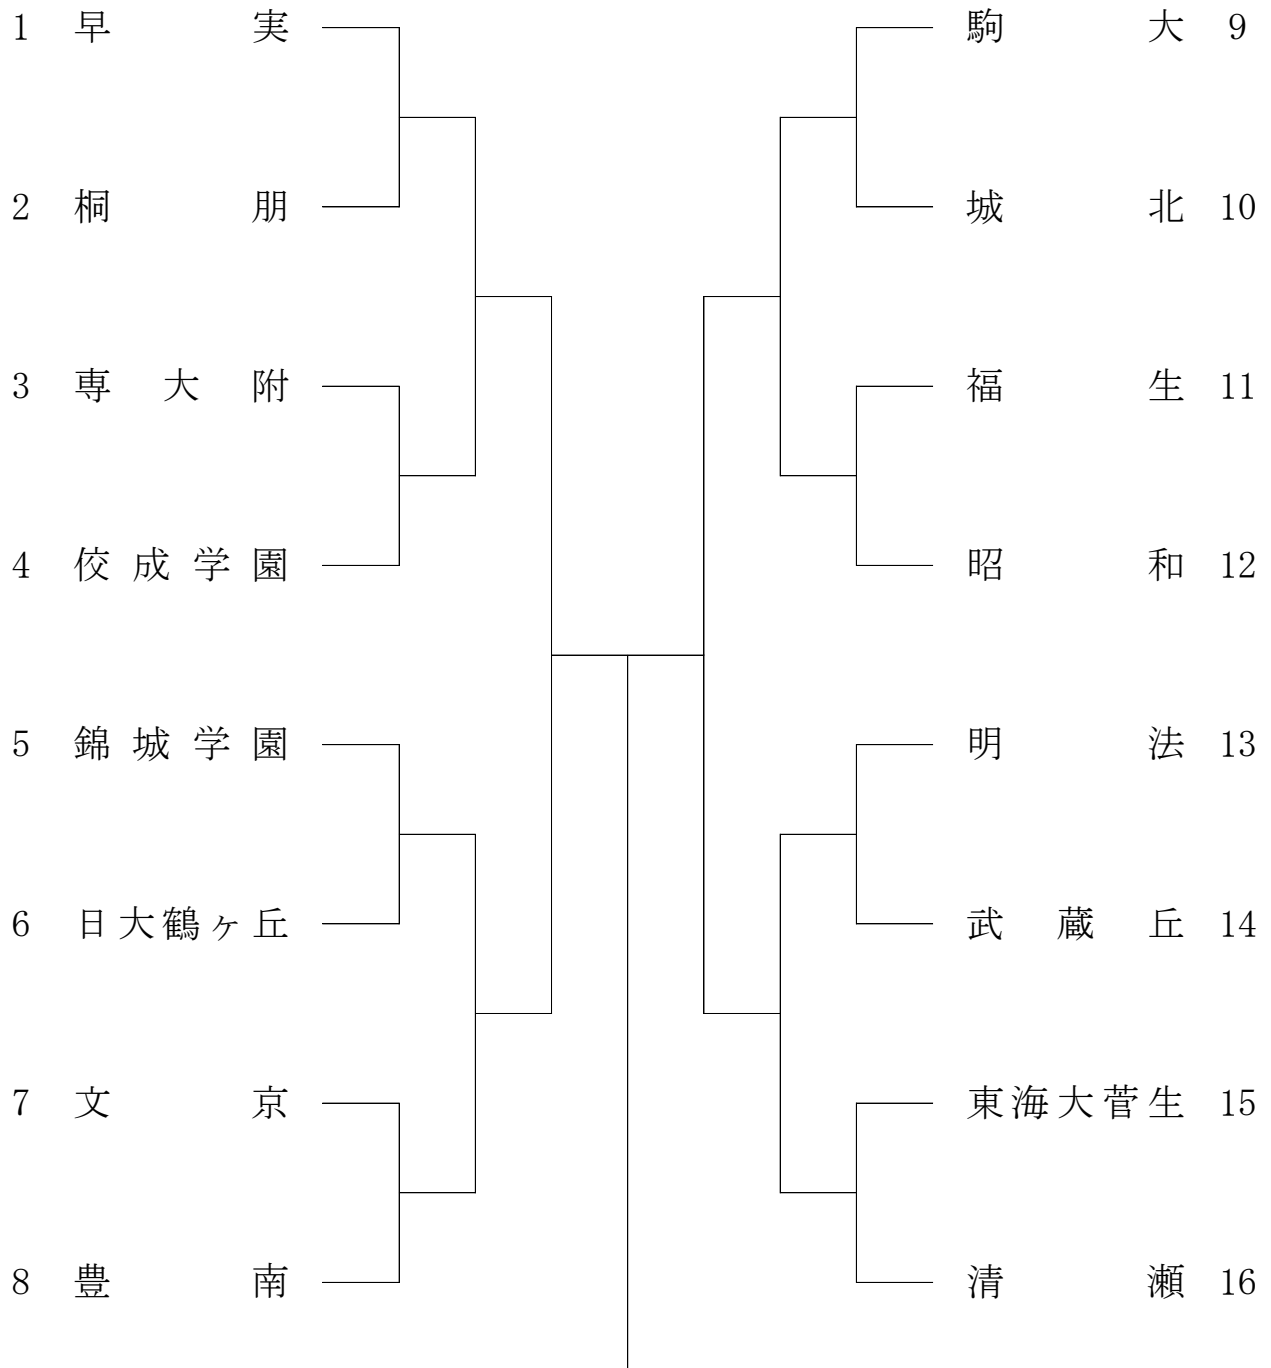 1 早実
2 桐朋
3 専大附
4 佼成学園
5 錦城学園
6 日大鶴ヶ丘
7 文京
8 豊南
駒大 9
城北 10
福生 11
昭和 12
明法 13
武蔵丘 14
東海大菅生 15
清瀬 16